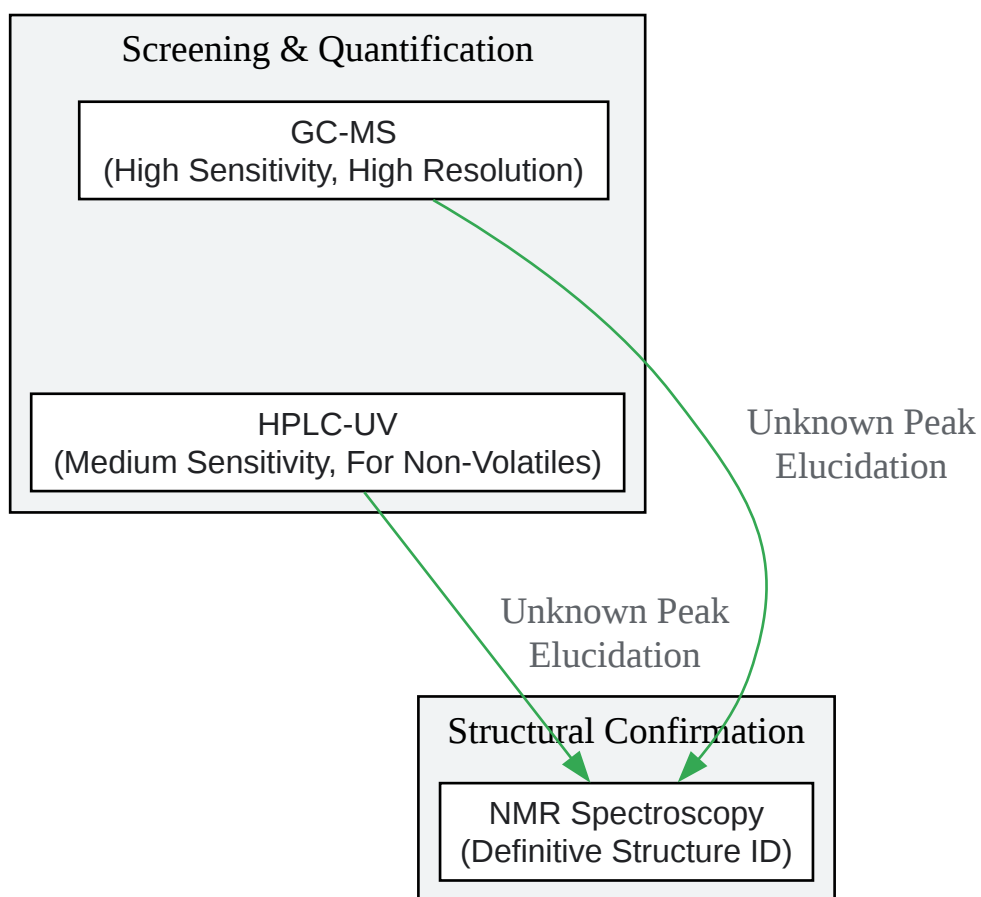 Screening & Quantification
GC-MS
(High Sensitivity, High Resolution)
HPLC-UV
(Medium Sensitivity, For Non-Volatiles)
Unknown Peak
Elucidation
Unknown Peak
Elucidation
Structural Confirmation
NMR Spectroscopy
(Definitive Structure ID)